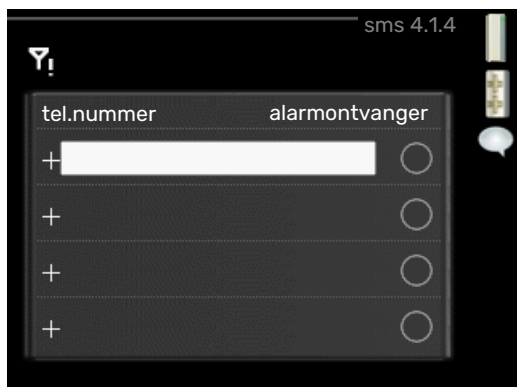 sms 4.1.4
tel.nummer alarmontvanger
+
+
+
+